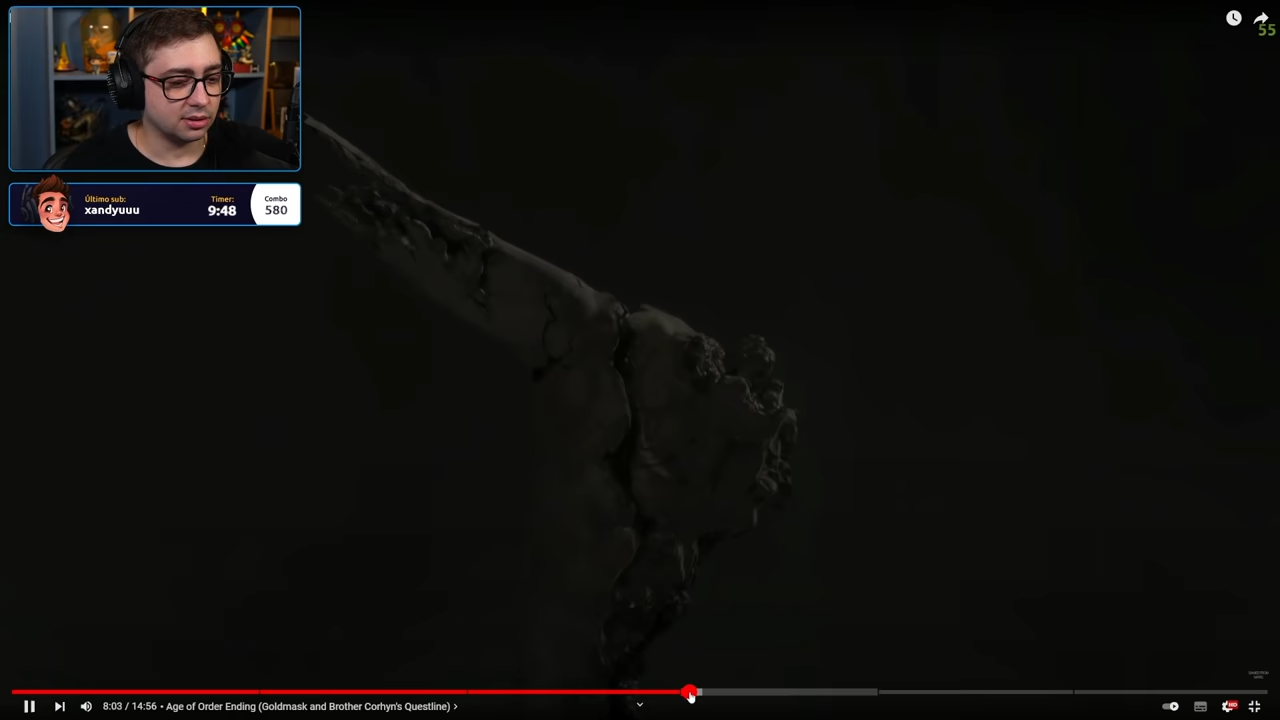 55
Último sub:
xandyuuu
Timer:
9:48
Combo
580
8:03 / 14:56 • Age of Order Ending (Goldmask and Brother Corhyn's Questline) ›
HD